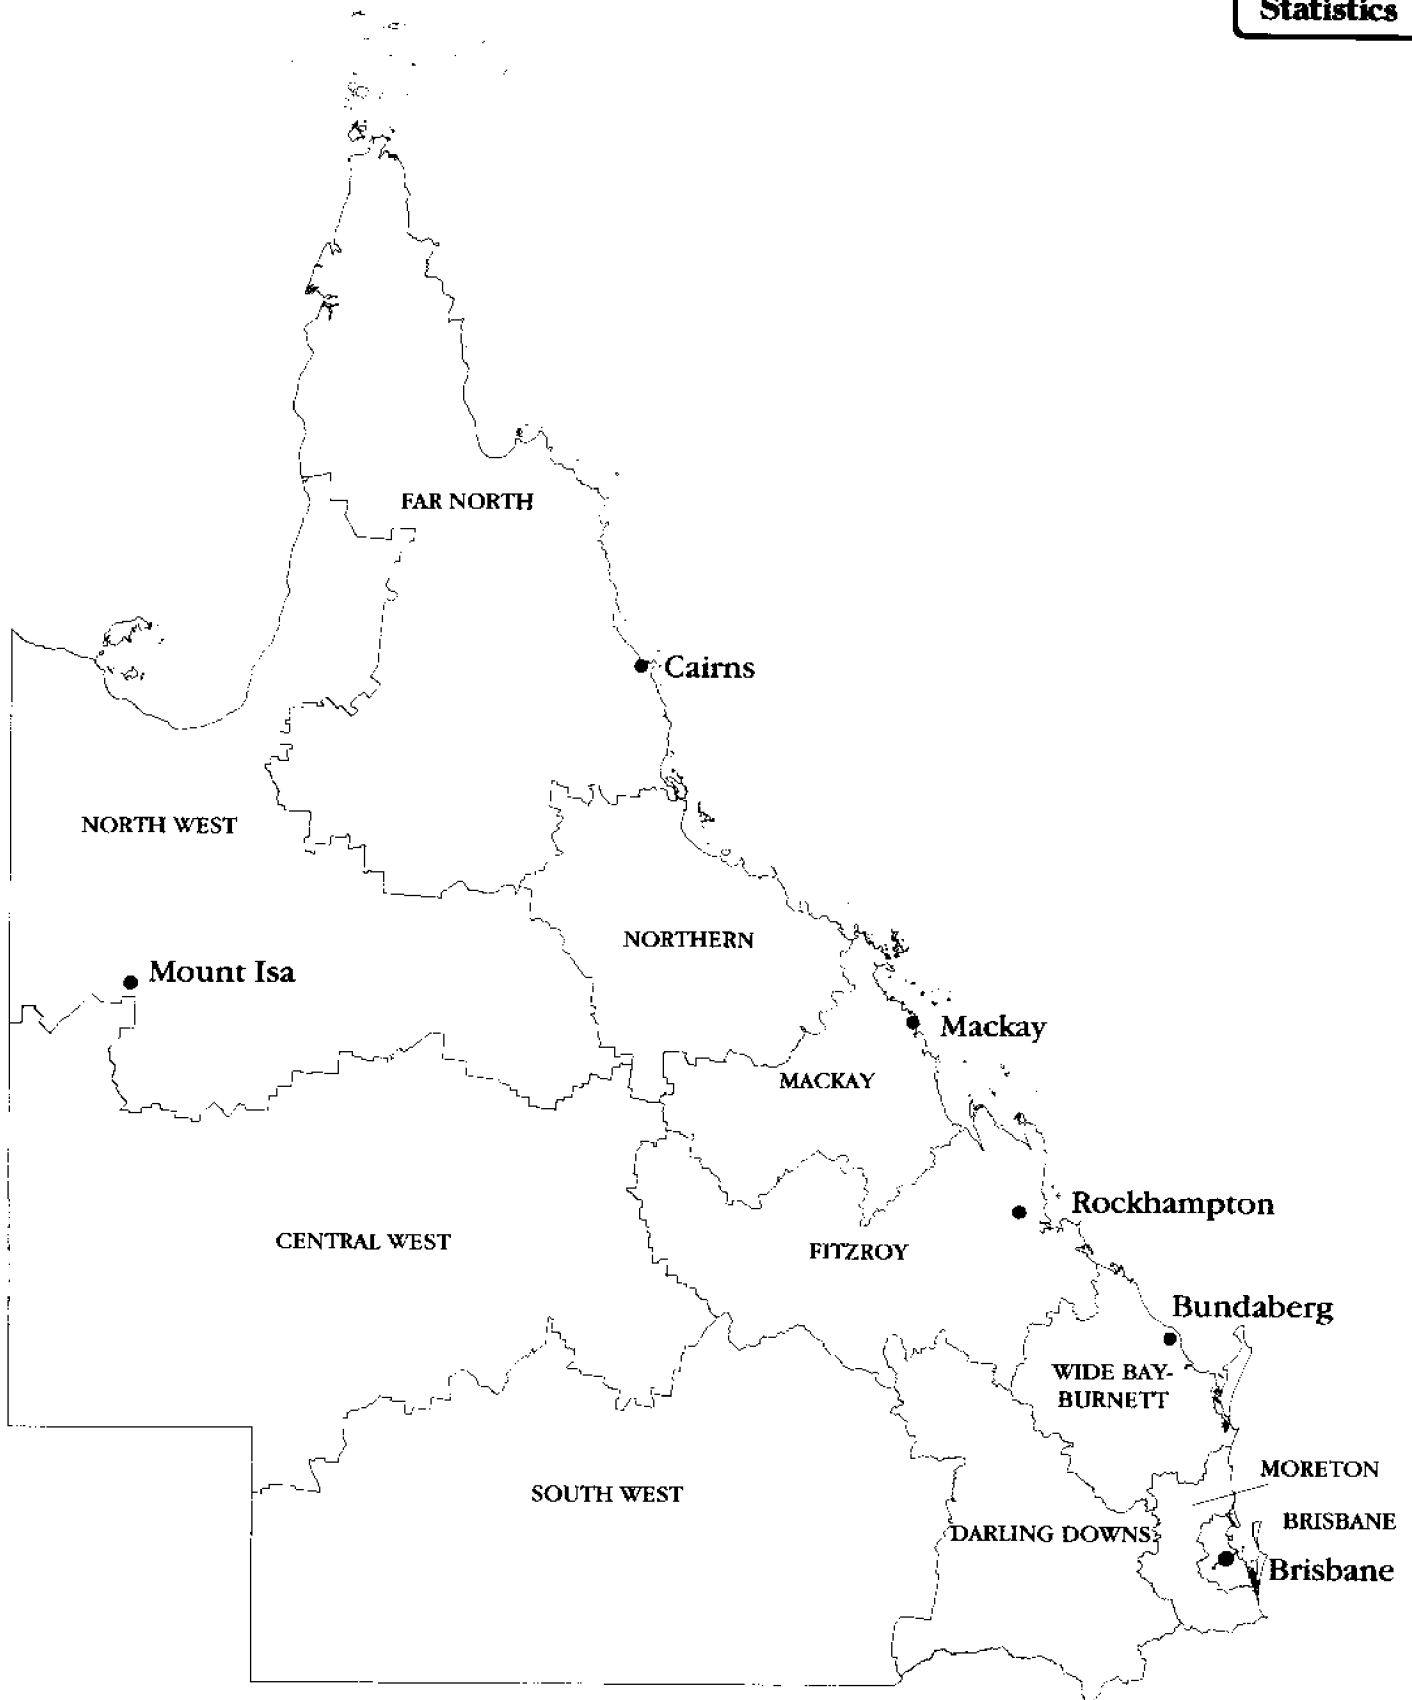 Statistics
FAR NORTH
Cairns
NORTH WEST
NORTHERN
Mount Isa
Mackay
MACKAY
Rockhampton
CENTRAL WEST
FITZROY
Bundaberg
WIDE BAY-
BURNETT
MORETON
SOUTH WEST
BRISBANE
DARLING DOWNS
Brisbane